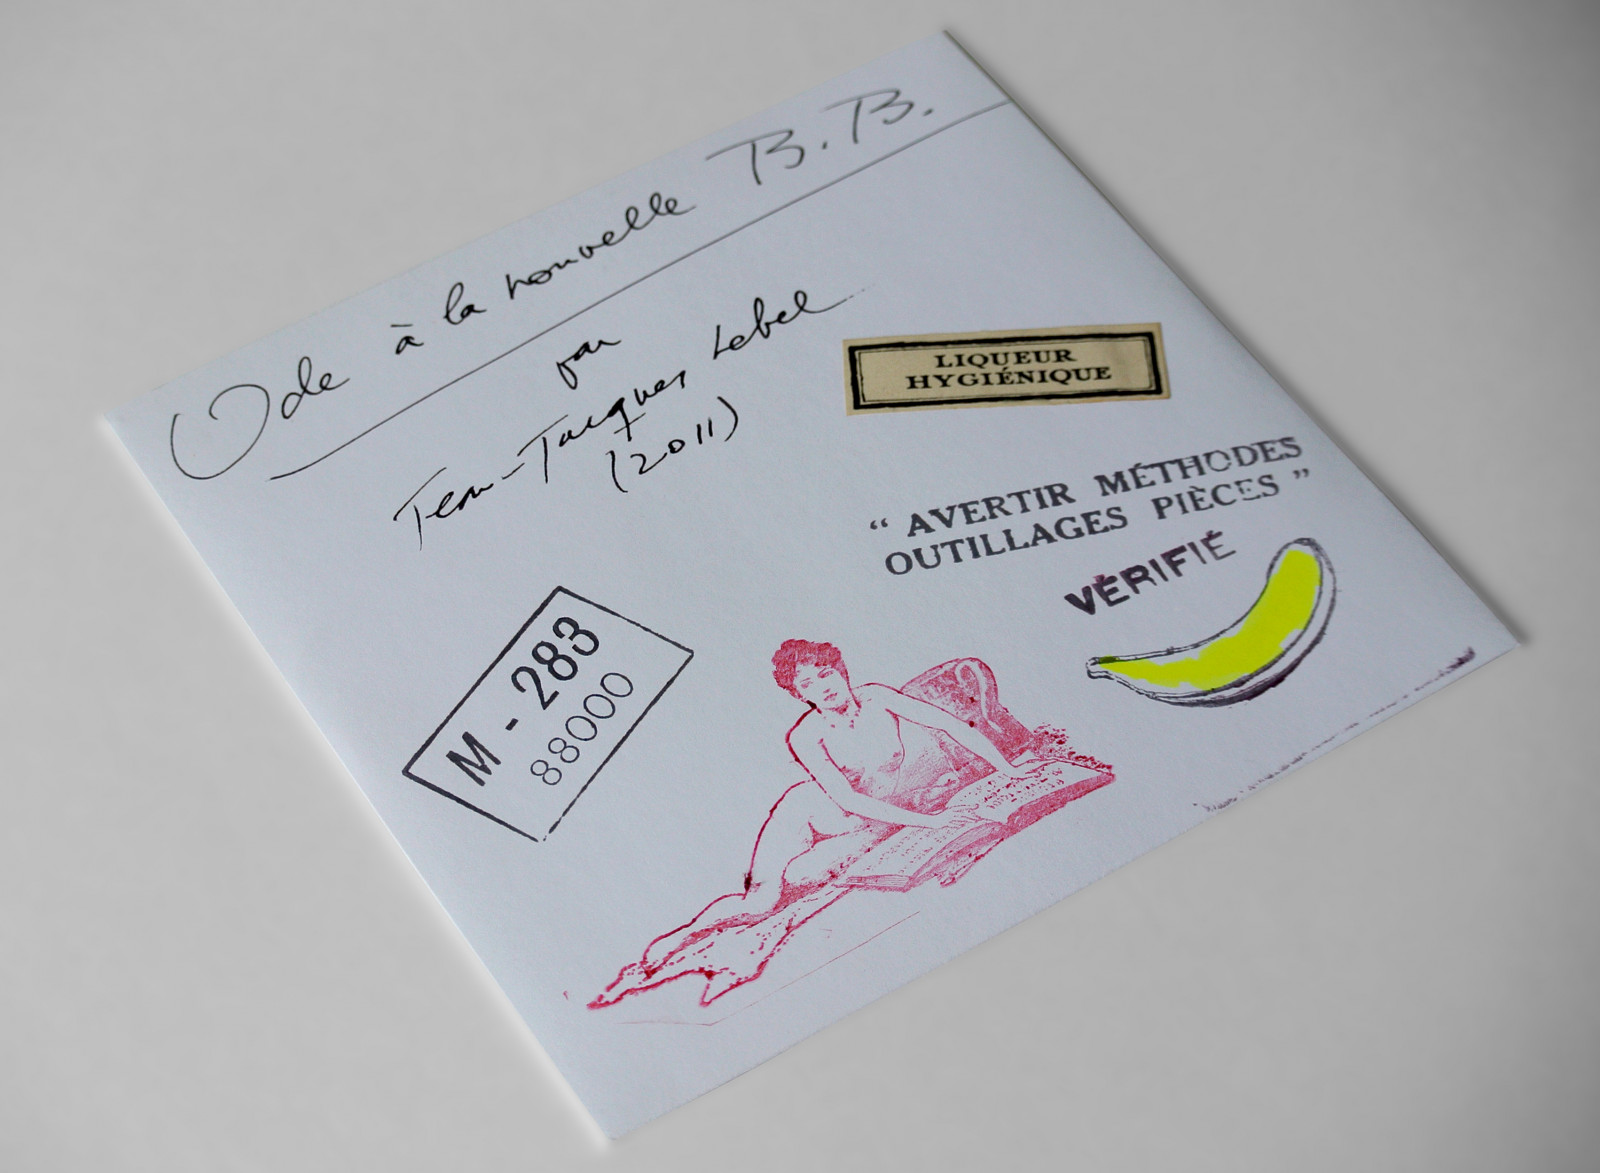 Ode à la nouvelle B.B.
par
Jean-Jacques Lebel
(2011)
LIQUEUR
HYGIÉNIQUE
“ AVERTIR MÉTHODES
OUTILLAGES PIÈCES ”
VÉRIFIÉ
M - 283
88000